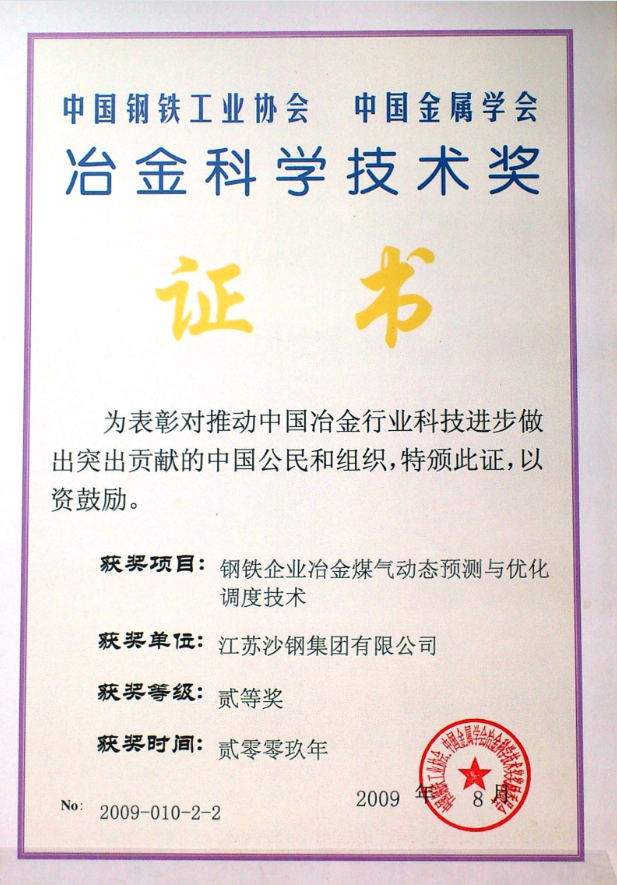 中国钢铁工业协会 中国金属学会
冶金科学技术奖
证书
为表彰对推动中国冶金行业科技进步做
出突出贡献的中国公民和组织,特颁此证,以
资鼓励。
获奖项目: 钢铁企业冶金煤气动态预测与优化
调度技术
获奖单位: 江苏沙钢集团有限公司
获奖等级: 贰等奖
获奖时间: 贰零零玖年
No: 2009-010-2-2
2009 年 8 月